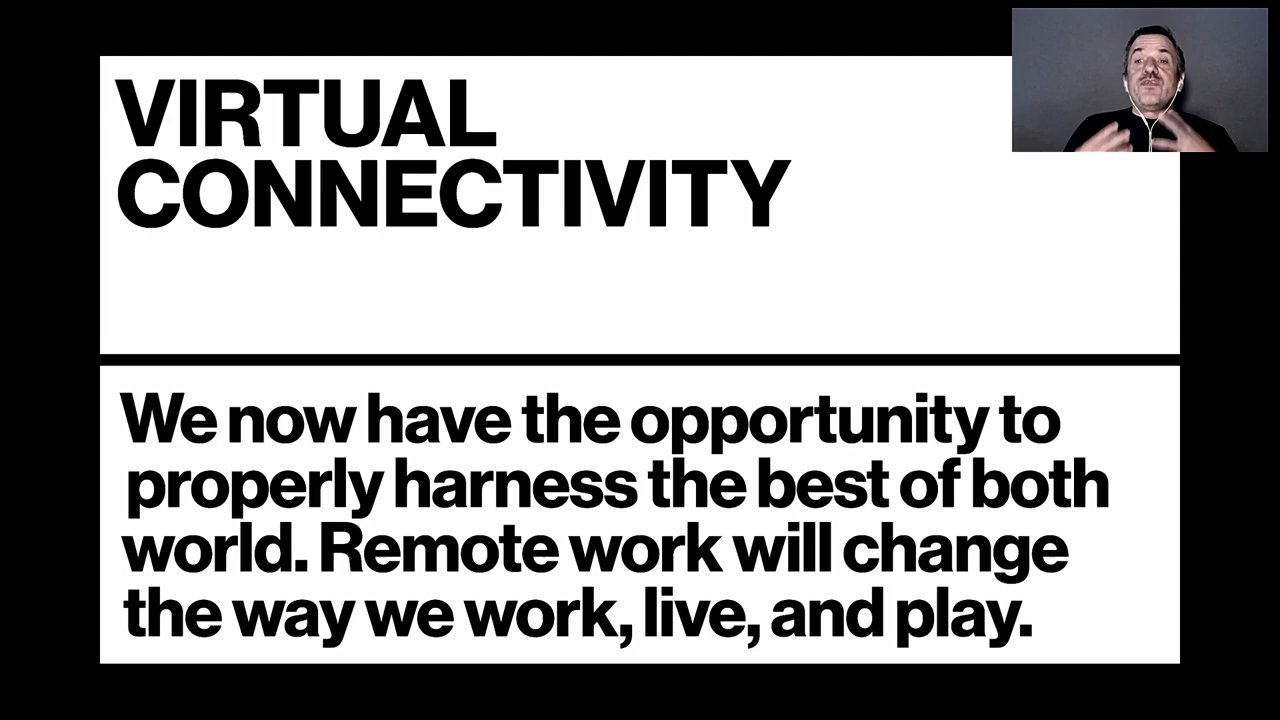 VIRTUAL
CONNECTIVITY
We now have the opportunity to
properly harness the best of both
world. Remote work will change
the way we work, live, and play.